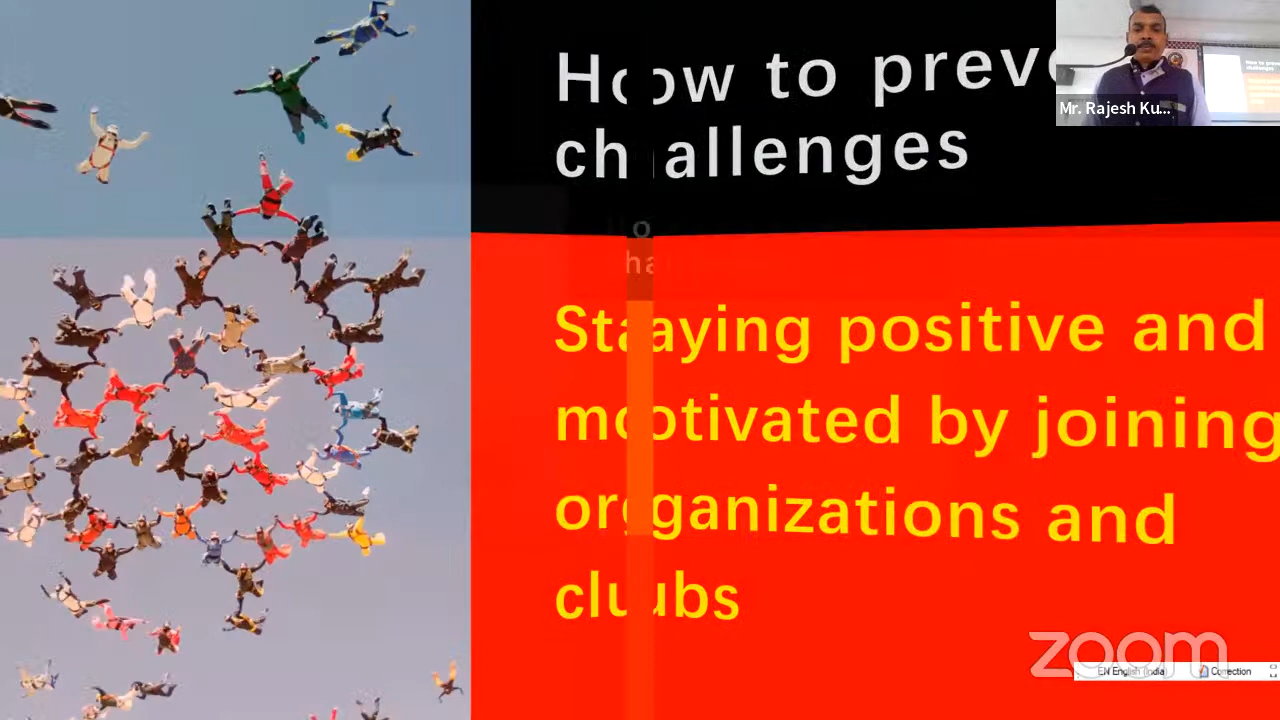 How to preve
Mr. Rajesh Ku...
challenges
Staying positive and
motivated by joining
organizations and
clubs
zoom
EN English (India) Correction